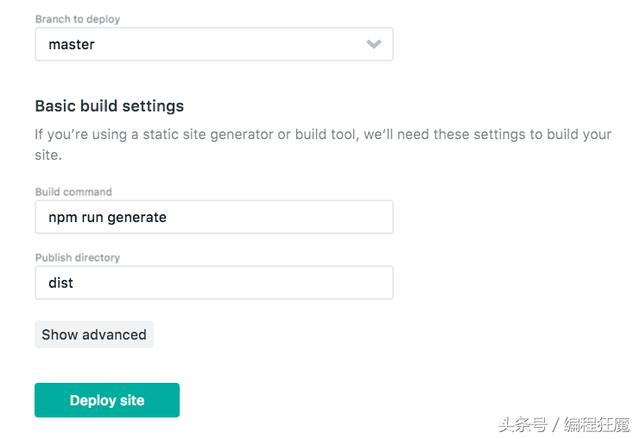 Branch to deploy
master
Basic build settings
If you’re using a static site generator or build tool, we’ll need these settings to build your
site.
Build command
npm run generate
Publish directory
dist
Show advanced
Deploy site
头条号 / 编程狂魔